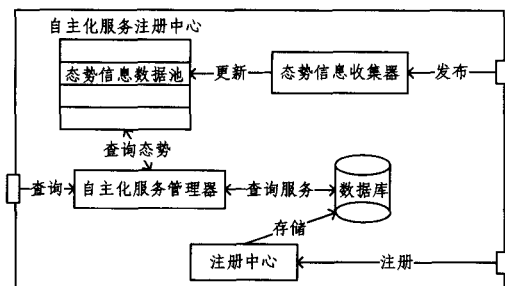 自主化服务注册中心
态势信息数据池
更新
态势信息收集器
发布
查询态势
查询
自主化服务管理器
查询服务
数据库
存储
注册中心
注册